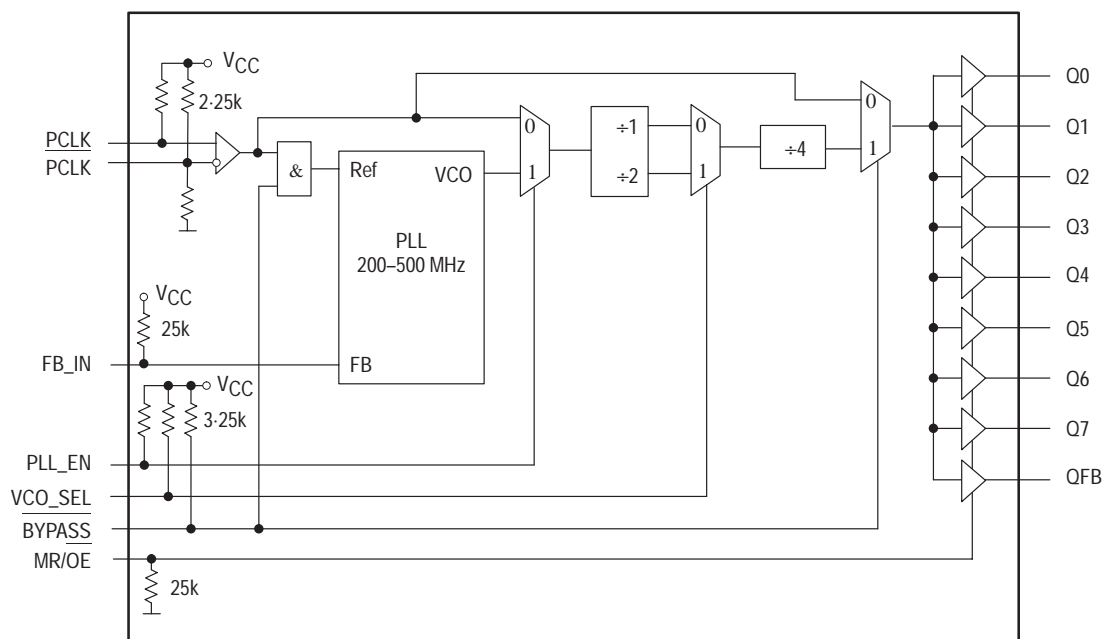 VCC
2·25k
PCLK
PCLK
&
Ref
VCO
PLL
200–500 MHz
FB
0
1
÷1
÷2
0
1
÷4
0
1
VCC
25k
FB_IN
VCC
3·25k
PLL_EN
VCO_SEL
BYPASS
MR/OE
25k
Q0
Q1
Q2
Q3
Q4
Q5
Q6
Q7
QFB